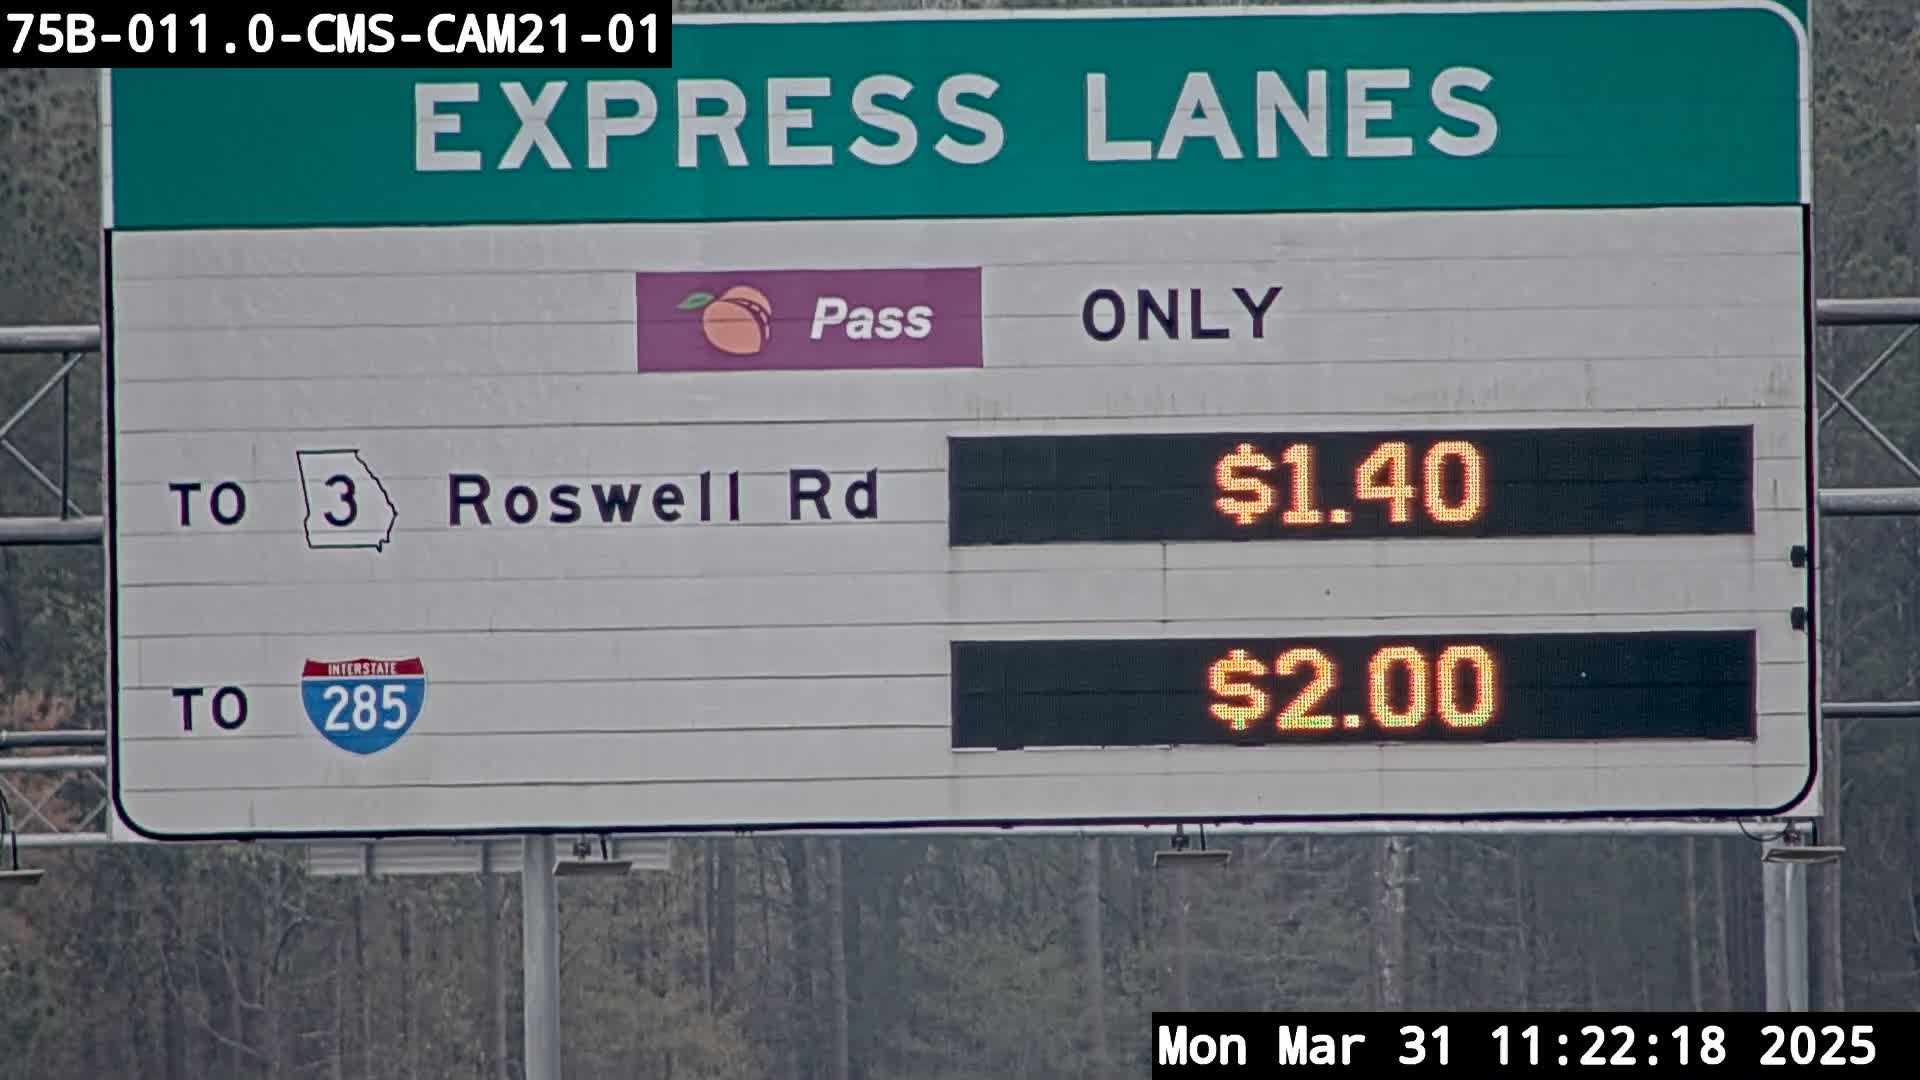 75B-011.0-CMS-CAM21-01
EXPRESS LANES
Pass ONLY
TO 3 Roswell Rd $1.40
TO INTERSTATE 285 $2.00
Mon Mar 31 11:22:18 2025